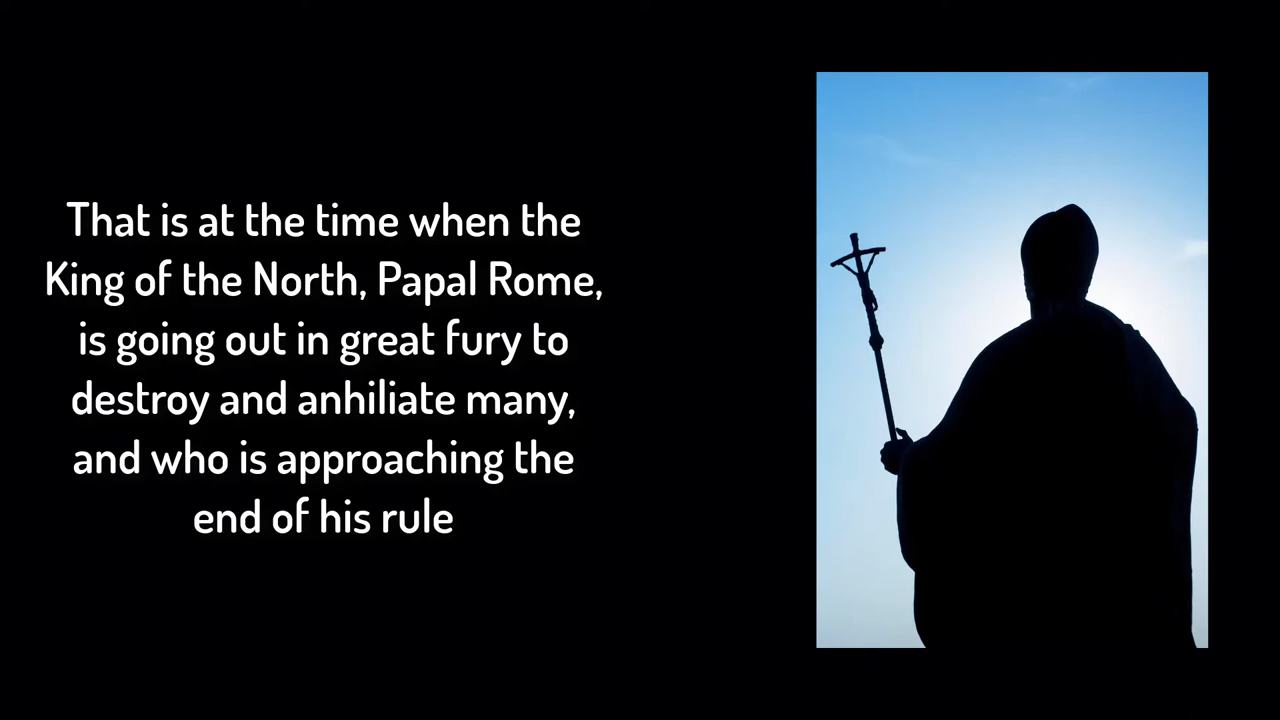 That is at the time when the
King of the North, Papal Rome,
is going out in great fury to
destroy and anhiliate many,
and who is approaching the
end of his rule